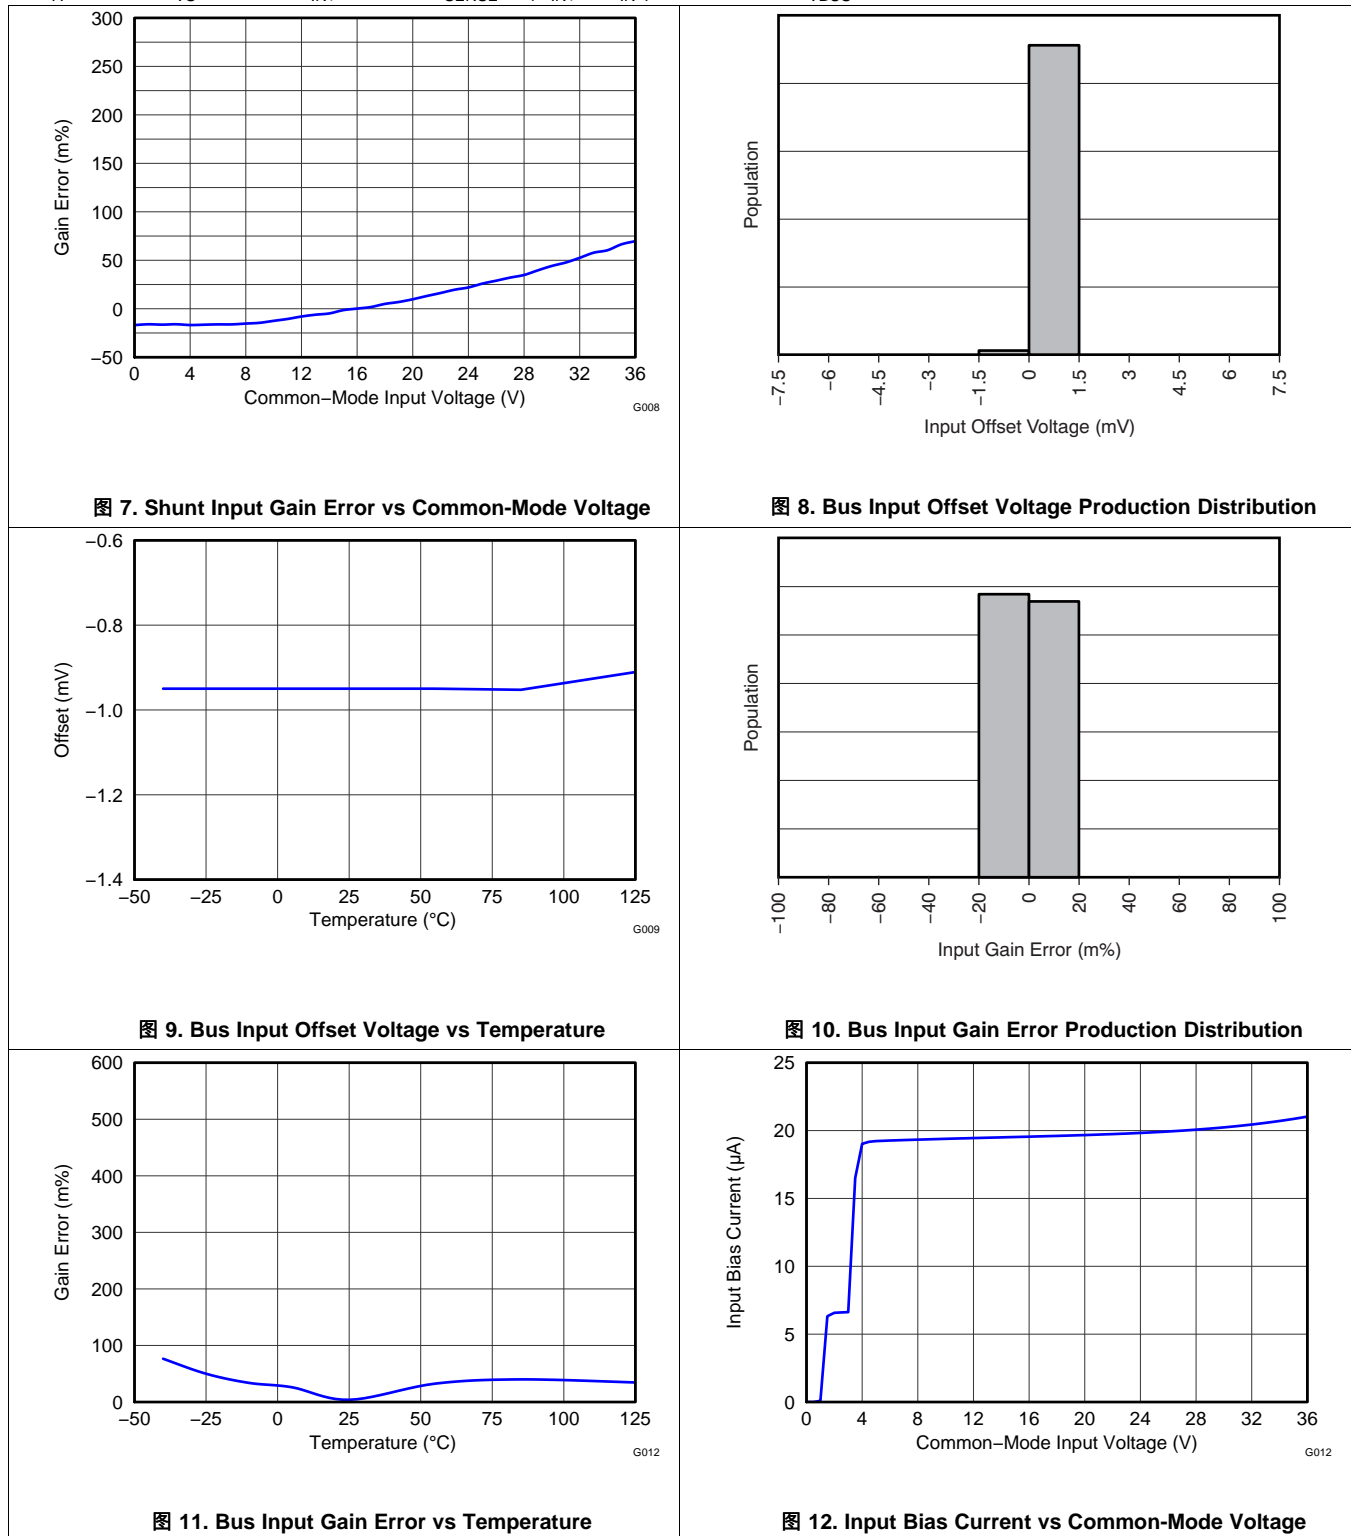 300
250
200
150
100
50
0
−50
Gain Error (m%)
0 4 8 12 16 20 24 28 32 36
Common−Mode Input Voltage (V)
G008
图 7. Shunt Input Gain Error vs Common-Mode Voltage
Population
−7.5 −6 −4.5 −3 −1.5 0 1.5 3 4.5 6 7.5
Input Offset Voltage (mV)
图 8. Bus Input Offset Voltage Production Distribution
−0.6
−0.8
−1.0
−1.2
−1.4
Offset (mV)
−50 −25 0 25 50 75 100 125
Temperature (°C)
G009
图 9. Bus Input Offset Voltage vs Temperature
Population
−100 −80 −60 −40 −20 0 20 40 60 80 100
Input Gain Error (m%)
图 10. Bus Input Gain Error Production Distribution
600
500
400
300
200
100
0
Gain Error (m%)
−50 −25 0 25 50 75 100 125
Temperature (°C)
G012
图 11. Bus Input Gain Error vs Temperature
25
20
15
10
5
0
Input Bias Current (µA)
0 4 8 12 16 20 24 28 32 36
Common−Mode Input Voltage (V)
G012
图 12. Input Bias Current vs Common-Mode Voltage